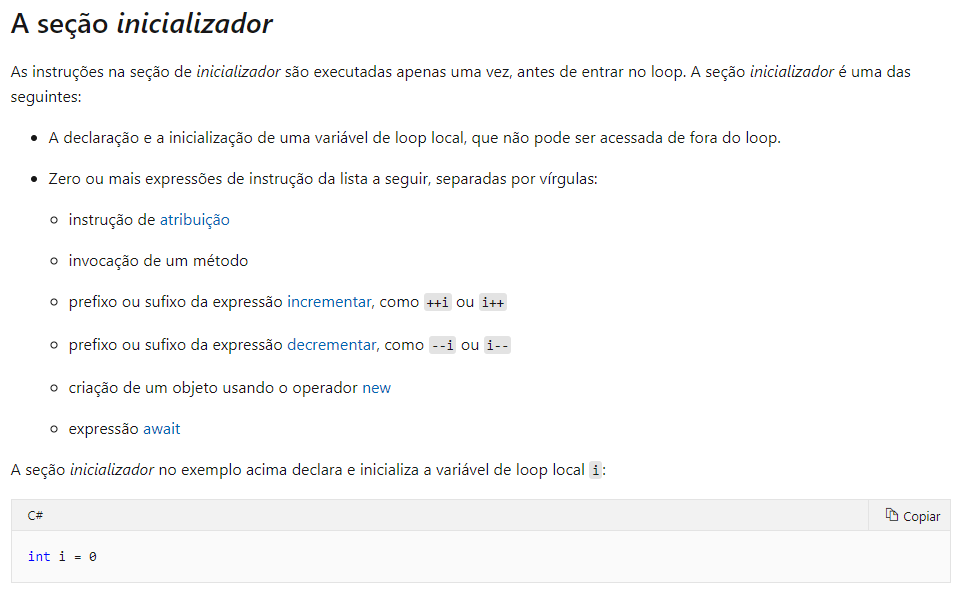 A seção inicializador
As instruções na seção de inicializador são executadas apenas uma vez, antes de entrar no loop. A seção inicializador é uma das
seguintes:
• A declaração e a inicialização de uma variável de loop local, que não pode ser acessada de fora do loop.
• Zero ou mais expressões de instrução da lista a seguir, separadas por vírgulas:
○ instrução de atribuição
○ invocação de um método
○ prefixo ou sufixo da expressão incrementar, como ++i ou i++
○ prefixo ou sufixo da expressão decrementar, como --i ou i--
○ criação de um objeto usando o operador new
○ expressão await
A seção inicializador no exemplo acima declara e inicializa a variável de loop local i:
C# Copiar
int i = 0